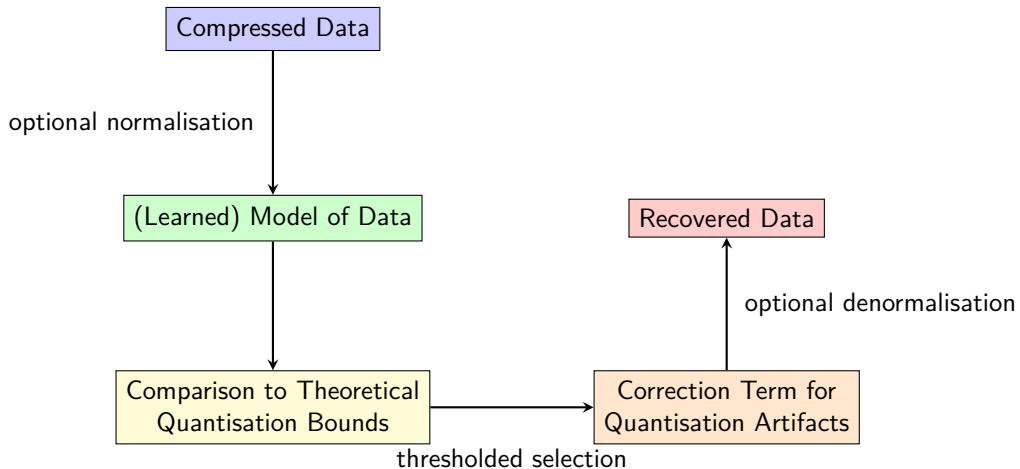 Compressed Data
optional normalisation
(Learned) Model of Data
Recovered Data
optional denormalisation
Comparison to Theoretical
Quantisation Bounds
Correction Term for
Quantisation Artifacts
thresholded selection